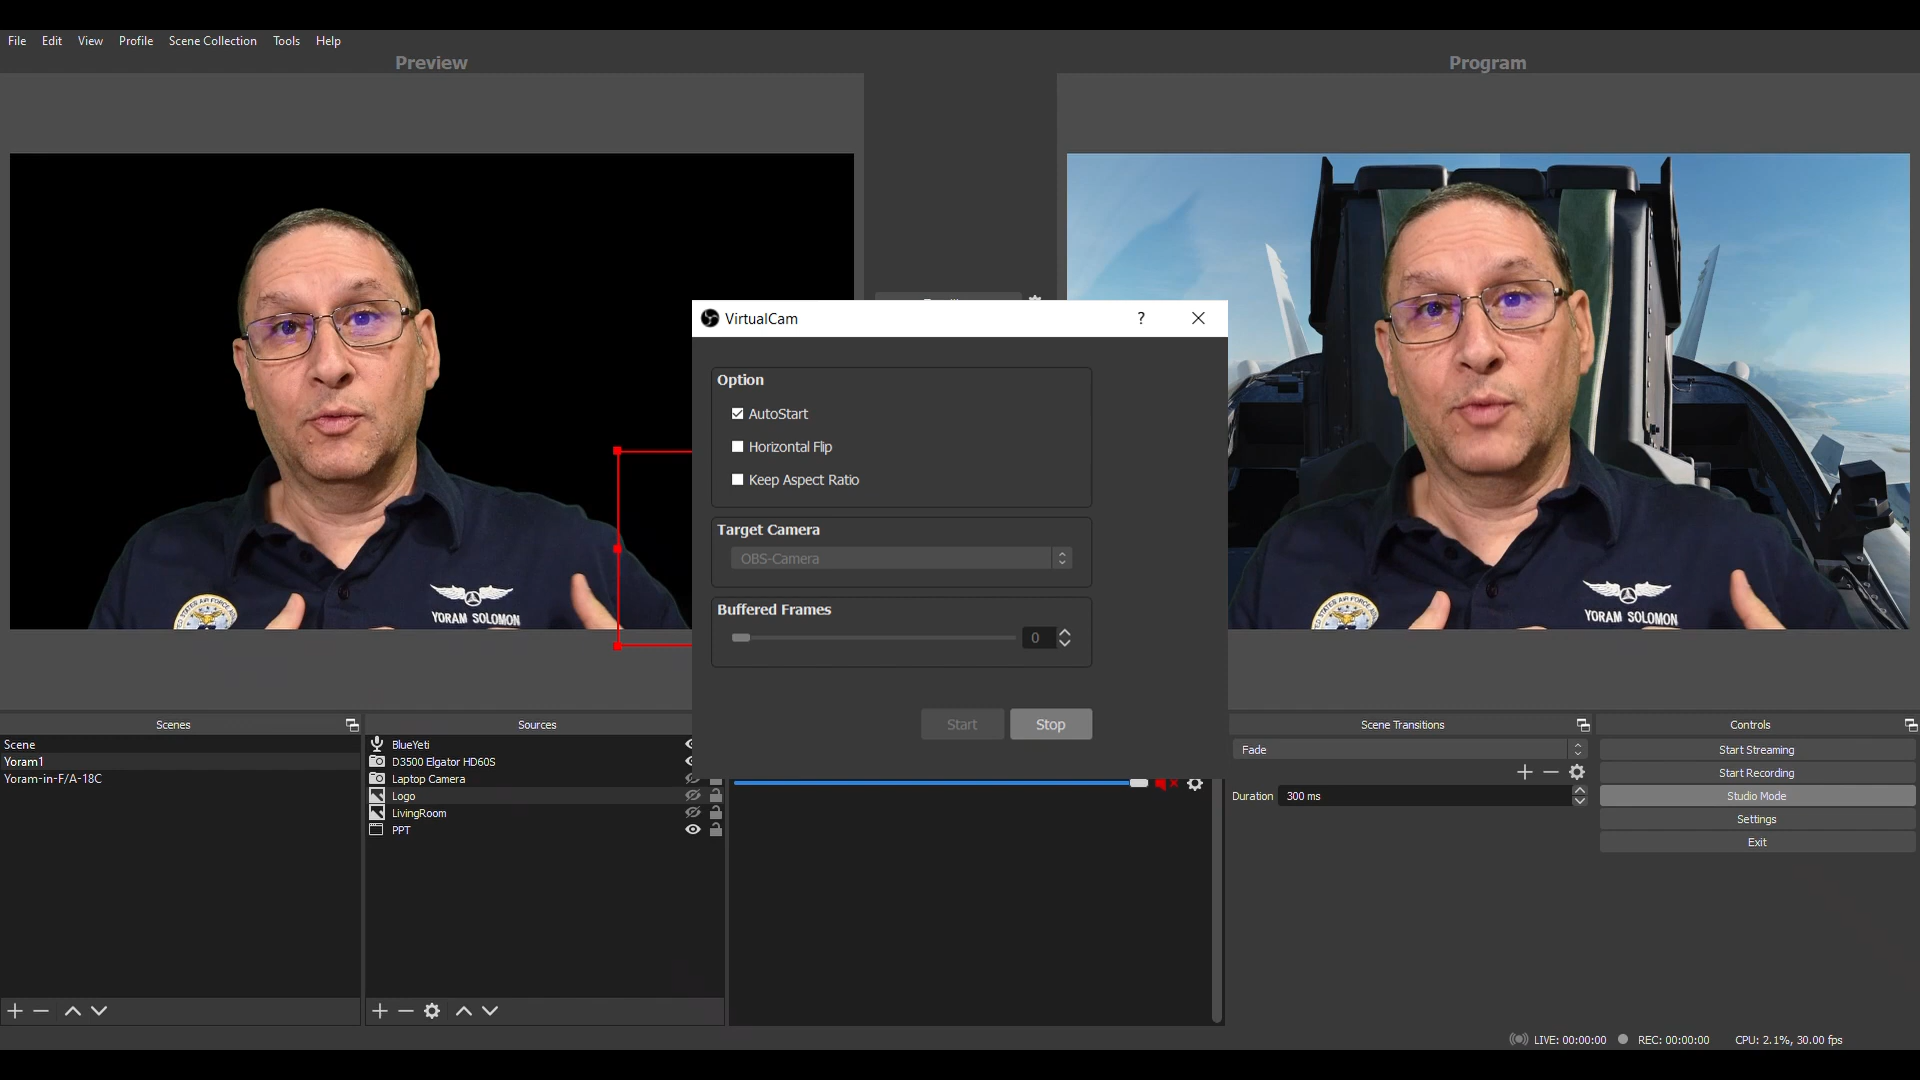 File Edit View Profile Scene Collection Tools Help
Preview
Program
VirtualCam ?
Option
AutoStart
Horizontal Flip
Keep Aspect Ratio
Target Camera
OBS-Camera
Buffered Frames
0
Start Stop
YORAM SOLOMON
YORAM SOLOMON
Scenes
Scene
Yoram1
Yoram-in-F/A-18C
Sources
BlueYeti
D3500 Elgator HD60S
Laptop Camera
Logo
LivingRoom
PPT
Scene Transitions
Fade
Duration 300 ms
Controls
Start Streaming
Start Recording
Studio Mode
Settings
Exit
LIVE: 00:00:00 REC: 00:00:00 CPU: 2.1%, 30.00 fps